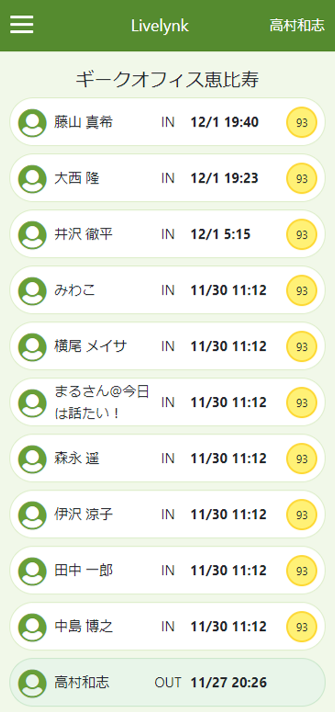 Livelynk 高村和志
ギークオフィス恵比寿
藤山 真希 IN 12/1 19:40 93
大西 隆 IN 12/1 19:23 93
井沢 徹平 IN 12/1 5:15 93
みわこ IN 11/30 11:12 93
横尾 メイサ IN 11/30 11:12 93
まるさん@今日
は話たい！ IN 11/30 11:12 93
森永 遥 IN 11/30 11:12 93
伊沢 涼子 IN 11/30 11:12 93
田中 一郎 IN 11/30 11:12 93
中島 博之 IN 11/30 11:12 93
高村和志 OUT 11/27 20:26